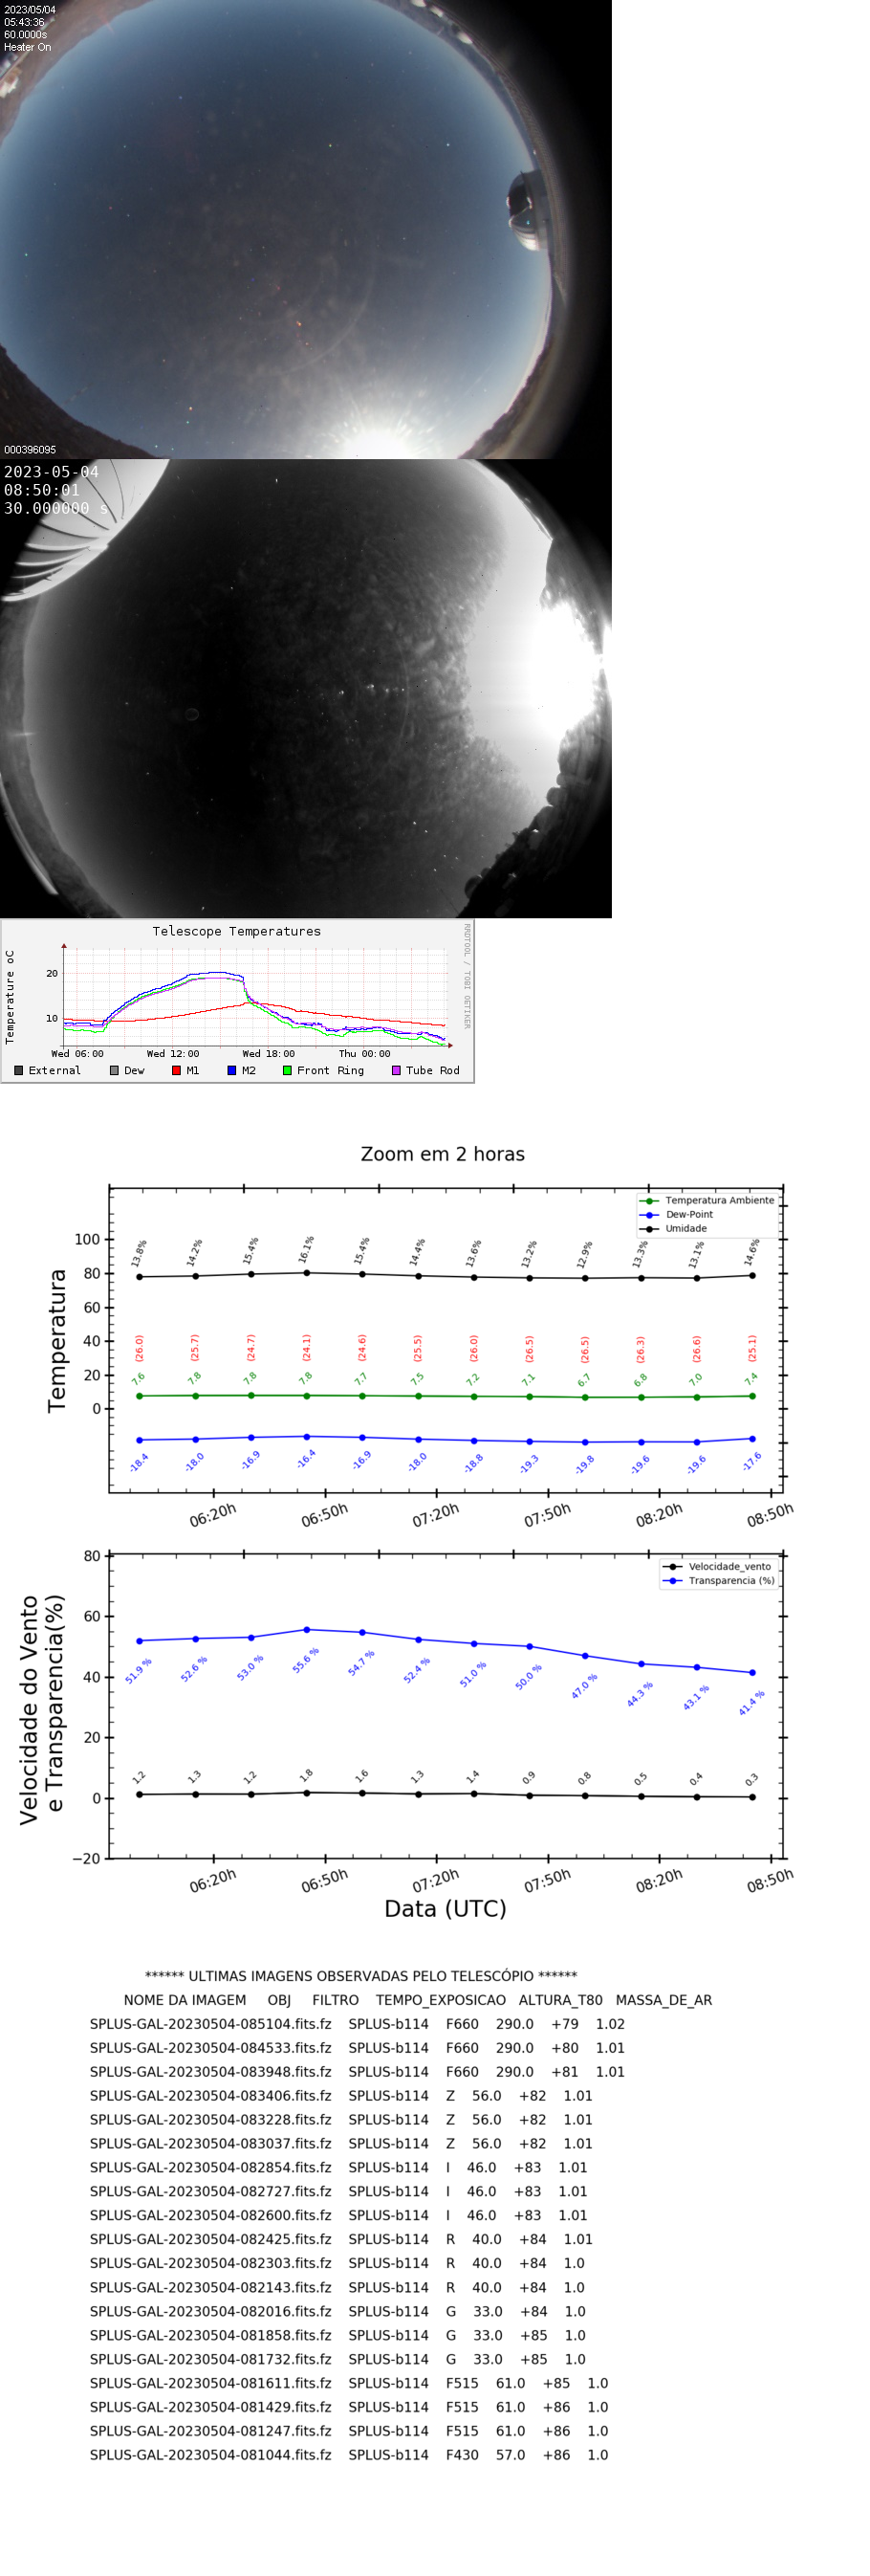 2023/05/04
05:43:36
60.0000s
Heater On
000396095
2023-05-04
08:50:01
30.000000 s
Telescope Temperatures
RRDTOOL / TOBI OETIKER
Temperature oC
20
10
Wed 06:00 Wed 12:00 Wed 18:00 Thu 00:00
External Dew M1 M2 Front Ring Tube Rod
Zoom em 2 horas
Temperatura Ambiente
Dew-Point
Umidade
Temperatura
100
80
60
40
20
0
13.8% 14.2% 15.4% 16.1% 15.4% 14.4% 13.6% 13.2% 12.9% 13.3% 13.1% 14.6%
(26.0) (25.7) (24.7) (24.1) (24.6) (25.5) (26.0) (26.5) (26.5) (26.3) (26.6) (25.1)
7.6 7.8 7.8 7.8 7.7 7.5 7.2 7.1 6.7 6.8 7.0 7.4
-18.4 -18.0 -16.9 -16.4 -16.9 -18.0 -18.8 -19.3 -19.8 -19.6 -19.6 -17.6
06:20h 06:50h 07:20h 07:50h 08:20h 08:50h
Velocidade_vento
Transparencia (%)
Velocidade do Vento
e Transparencia(%)
80
60
40
20
0
−20
51.9 % 52.6 % 53.0 % 55.6 % 54.7 % 52.4 % 51.0 % 50.0 % 47.0 % 44.3 % 43.1 % 41.4 %
1.2 1.3 1.2 1.8 1.6 1.3 1.4 0.9 0.8 0.5 0.4 0.3
06:20h 06:50h 07:20h 07:50h 08:20h 08:50h
Data (UTC)
****** ULTIMAS IMAGENS OBSERVADAS PELO TELESCÓPIO ******
NOME DA IMAGEM OBJ FILTRO TEMPO_EXPOSICAO ALTURA_T80 MASSA_DE_AR
SPLUS-GAL-20230504-085104.fits.fz SPLUS-b114 F660 290.0 +79 1.02
SPLUS-GAL-20230504-084533.fits.fz SPLUS-b114 F660 290.0 +80 1.01
SPLUS-GAL-20230504-083948.fits.fz SPLUS-b114 F660 290.0 +81 1.01
SPLUS-GAL-20230504-083406.fits.fz SPLUS-b114 Z 56.0 +82 1.01
SPLUS-GAL-20230504-083228.fits.fz SPLUS-b114 Z 56.0 +82 1.01
SPLUS-GAL-20230504-083037.fits.fz SPLUS-b114 Z 56.0 +82 1.01
SPLUS-GAL-20230504-082854.fits.fz SPLUS-b114 I 46.0 +83 1.01
SPLUS-GAL-20230504-082727.fits.fz SPLUS-b114 I 46.0 +83 1.01
SPLUS-GAL-20230504-082600.fits.fz SPLUS-b114 I 46.0 +83 1.01
SPLUS-GAL-20230504-082425.fits.fz SPLUS-b114 R 40.0 +84 1.01
SPLUS-GAL-20230504-082303.fits.fz SPLUS-b114 R 40.0 +84 1.0
SPLUS-GAL-20230504-082143.fits.fz SPLUS-b114 R 40.0 +84 1.0
SPLUS-GAL-20230504-082016.fits.fz SPLUS-b114 G 33.0 +84 1.0
SPLUS-GAL-20230504-081858.fits.fz SPLUS-b114 G 33.0 +85 1.0
SPLUS-GAL-20230504-081732.fits.fz SPLUS-b114 G 33.0 +85 1.0
SPLUS-GAL-20230504-081611.fits.fz SPLUS-b114 F515 61.0 +85 1.0
SPLUS-GAL-20230504-081429.fits.fz SPLUS-b114 F515 61.0 +86 1.0
SPLUS-GAL-20230504-081247.fits.fz SPLUS-b114 F515 61.0 +86 1.0
SPLUS-GAL-20230504-081044.fits.fz SPLUS-b114 F430 57.0 +86 1.0